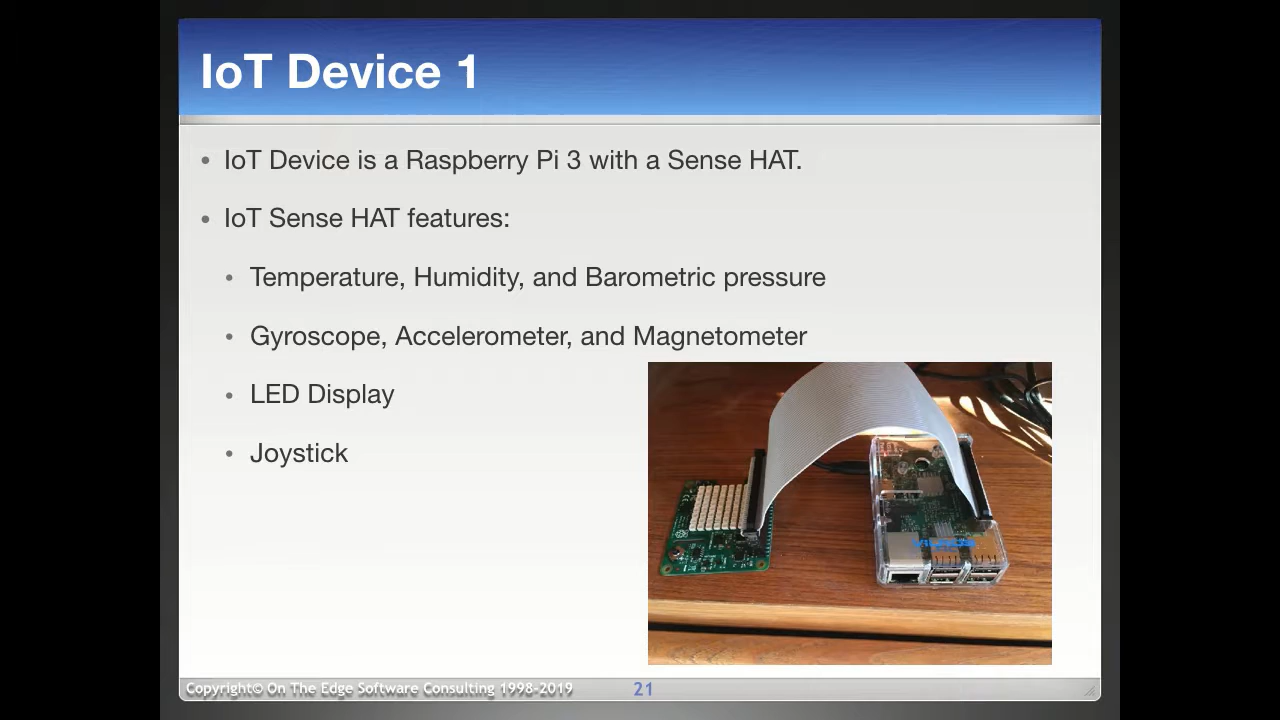 IoT Device 1
• IoT Device is a Raspberry Pi 3 with a Sense HAT.
• IoT Sense HAT features:
• Temperature, Humidity, and Barometric pressure
• Gyroscope, Accelerometer, and Magnetometer
• LED Display
• Joystick
Copyright© On The Edge Software Consulting 1998-2019
21